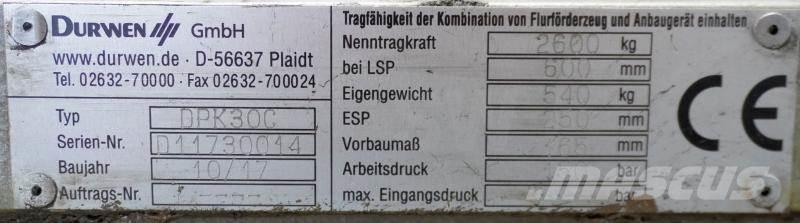 DURWEN GmbH
www.durwen.de · D-56637 Plaidt
Tel. 02632-70000 · Fax 02632-700024
Typ DPK30C
Serien-Nr. D11730014
Baujahr 10/17
Auftrags-Nr. -----
Tragfähigkeit der Kombination von Flurförderzeug und Anbaugerät einhalten
Nenntragkraft 2600 kg
bei LSP 600 mm
Eigengewicht 540 kg
ESP 250 mm
Vorbaumaß mm
Arbeitsdruck bar
max. Eingangsdruck bar
CE
mascus